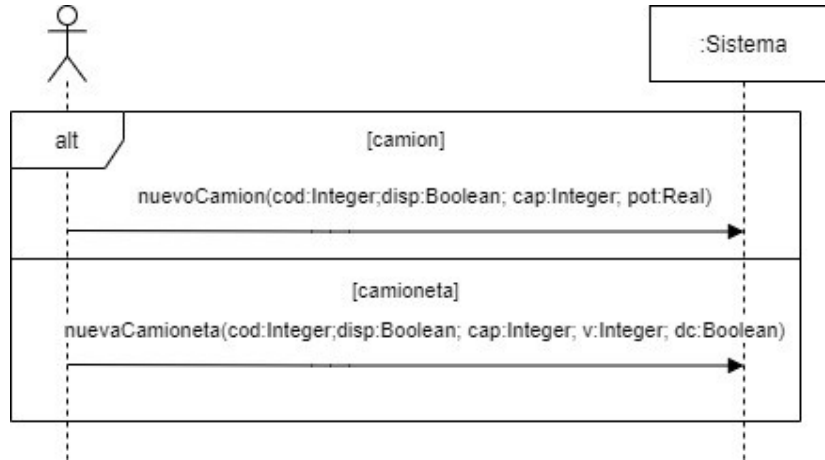 :Sistema
alt
[camion]
nuevoCamion(cod:Integer;disp:Boolean; cap:Integer; pot:Real)
[camioneta]
nuevaCamioneta(cod:Integer;disp:Boolean; cap:Integer; v:Integer; dc:Boolean)